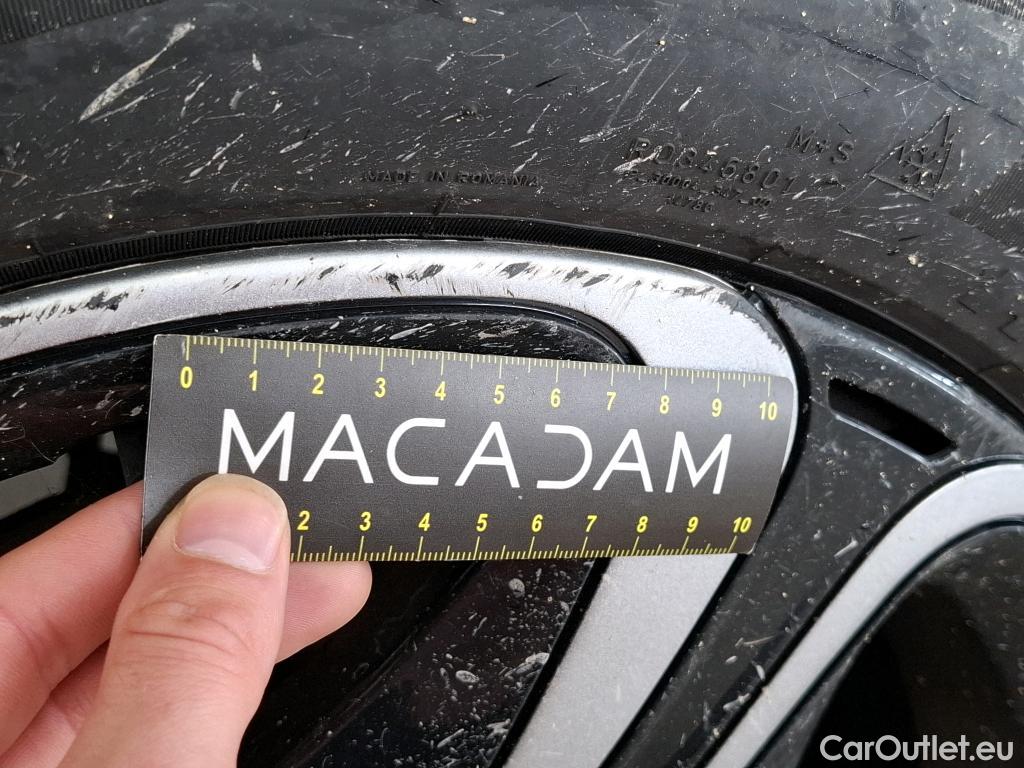 M+S
R0846801
MADE IN ROMANIA
0 1 2 3 4 5 6 7 8 9 10
MACADAM
2 3 4 5 6 7 8 9 10
CarOutlet.eu